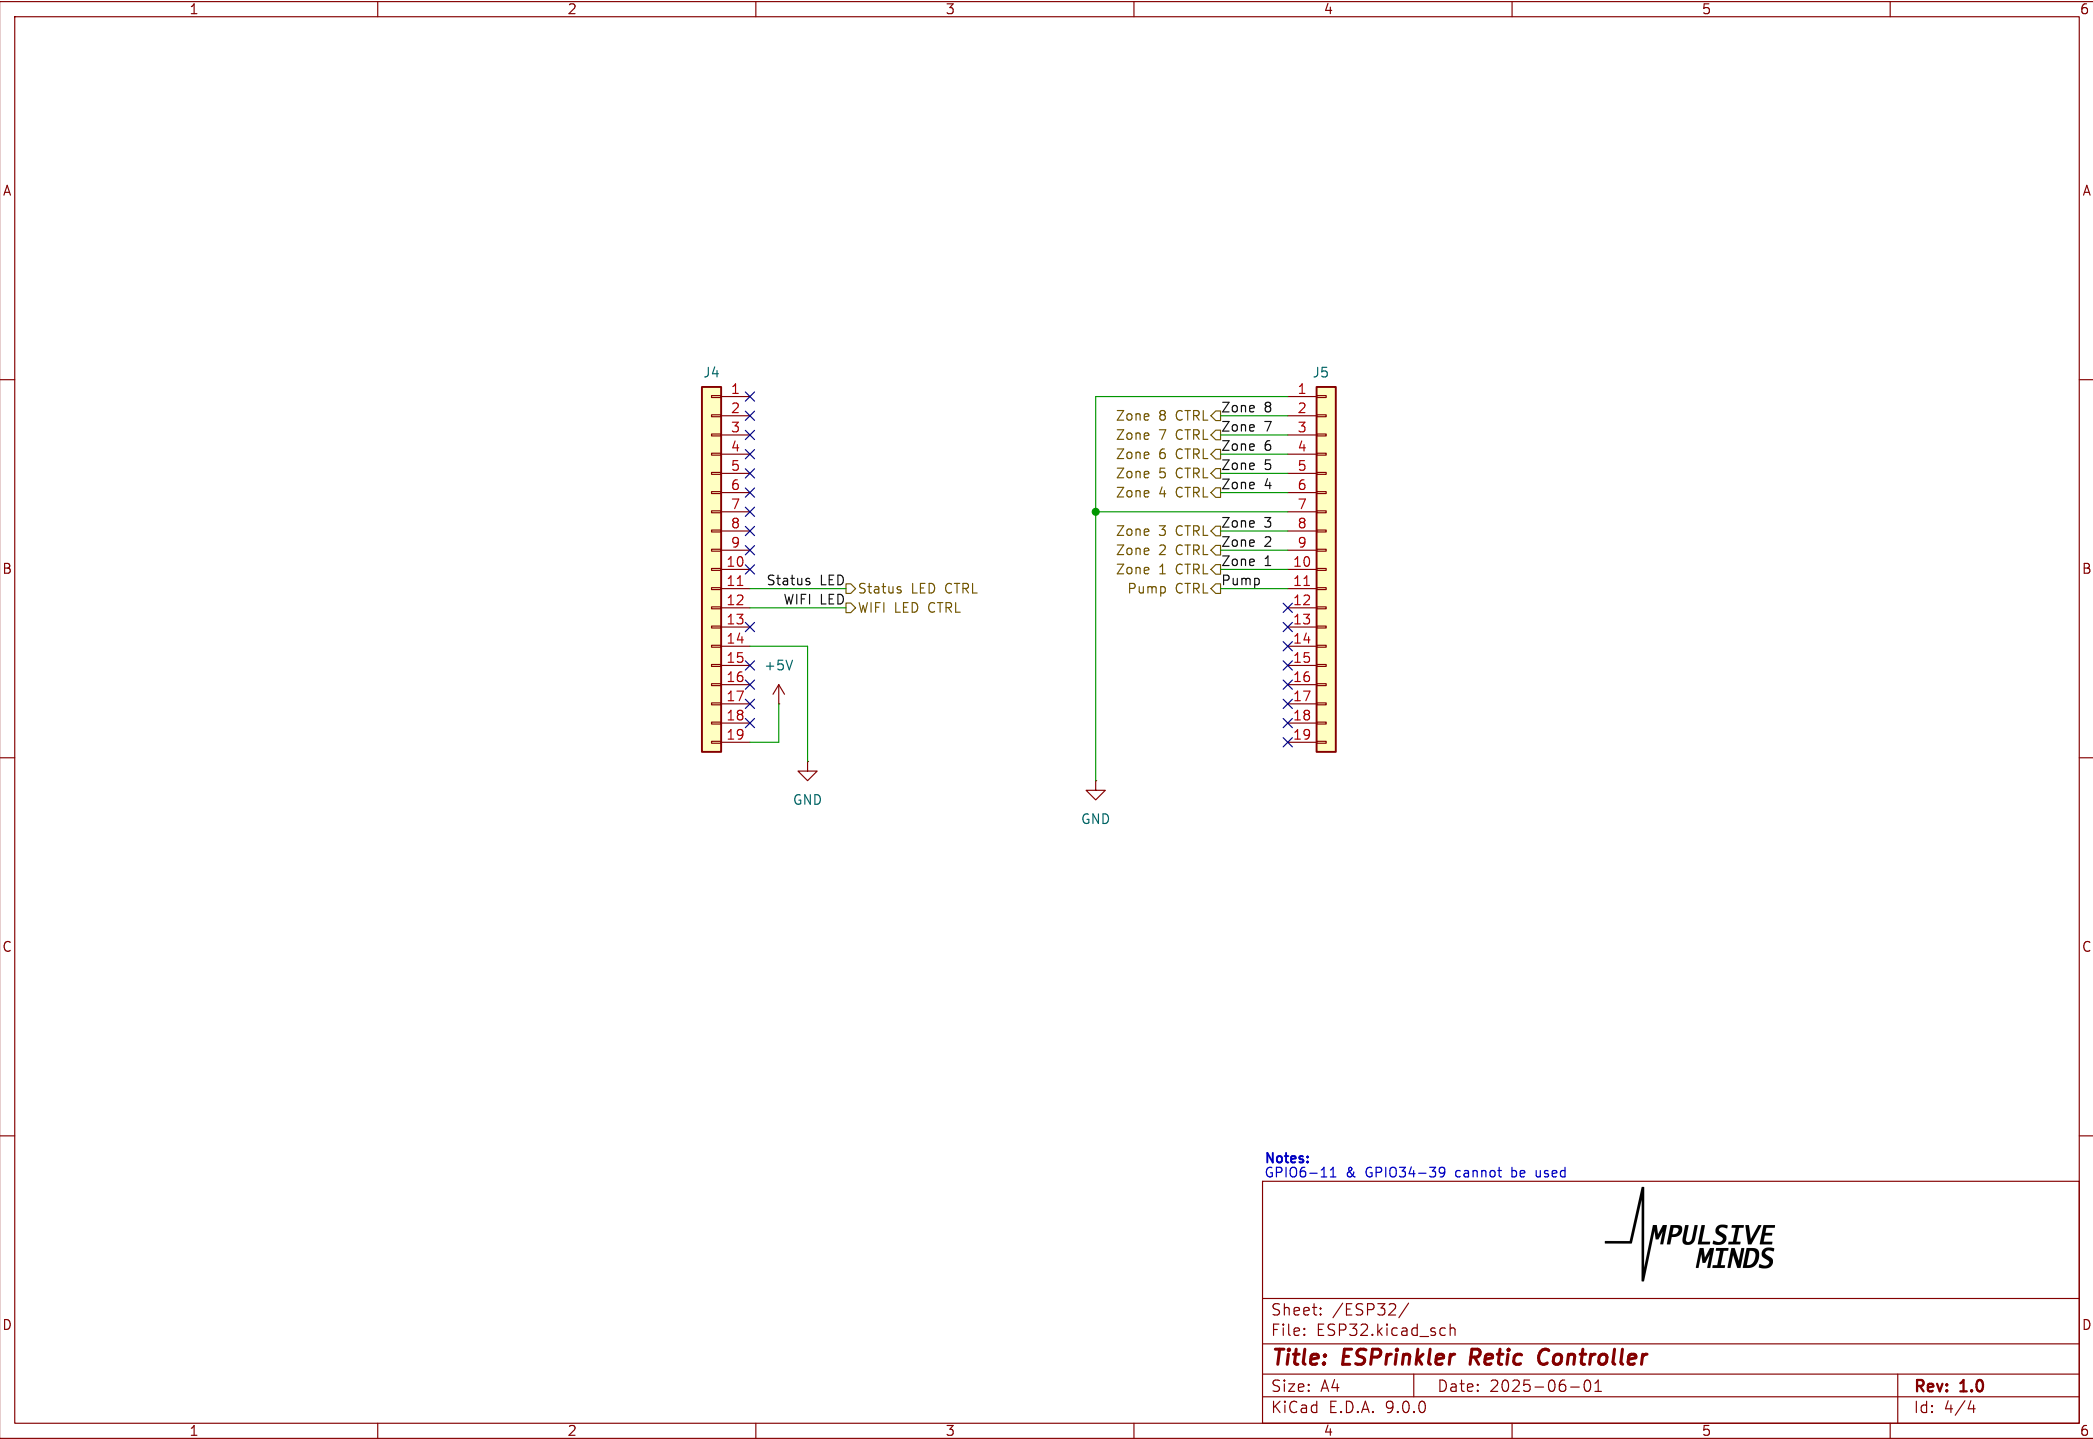 1 2 3 4 5 6
A A
J4 J5
1 1
2 Zone 8 CTRL Zone 8 2
3 Zone 7 CTRL Zone 7 3
4 Zone 6 CTRL Zone 6 4
5 Zone 5 CTRL Zone 5 5
6 Zone 4 CTRL Zone 4 6
7 7
8 Zone 3 CTRL Zone 3 8
9 Zone 2 CTRL Zone 2 9
B 10 Zone 1 CTRL Zone 1 10 B
11 Status LED Status LED CTRL Pump CTRL Pump 11
12 WIFI LED WIFI LED CTRL 12
13 13
14 14
15 +5V 15
16 16
17 17
18 18
19 19
GND
GND
C C
Notes:
GPIO6-11 & GPIO34-39 cannot be used
MPULSIVE
MINDS
Sheet: /ESP32/
File: ESP32.kicad_sch
D D
Title: ESPrinkler Retic Controller
Size: A4 Date: 2025-06-01 Rev: 1.0
KiCad E.D.A. 9.0.0 Id: 4/4
1 2 3 4 5 6